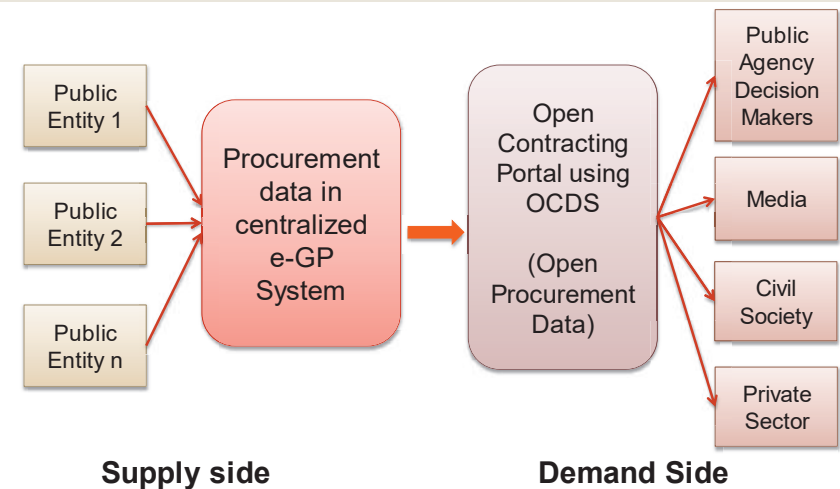 Public
Entity 1
Public
Entity 2
Public
Entity n
Procurement
data in
centralized
e-GP
System
Open
Contracting
Portal using
OCDS
(Open
Procurement
Data)
Public
Agency
Decision
Makers
Media
Civil
Society
Private
Sector
Supply side
Demand Side